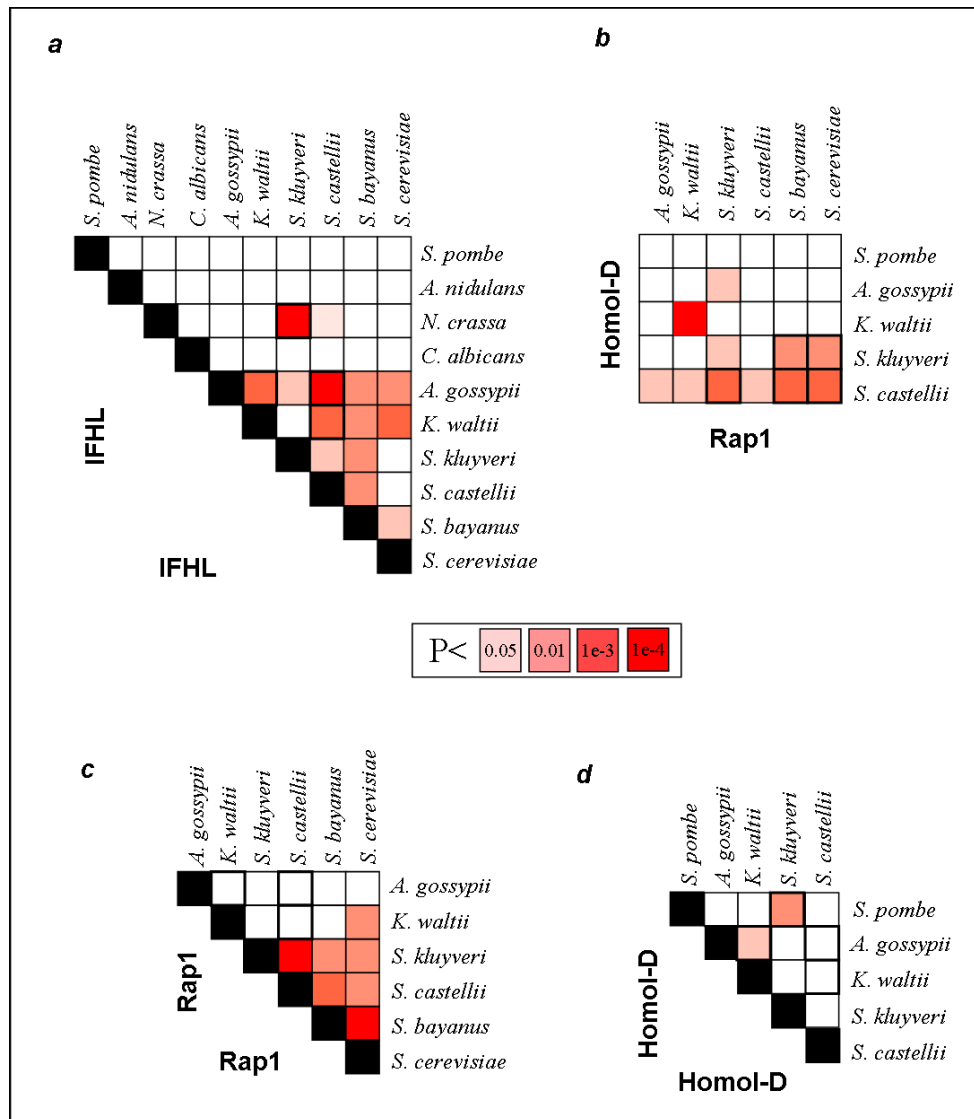 a
S. pombe
A. nidulans
N. crassa
C. albicans
A. gossypii
K. waltii
S. kluyveri
S. castellii
S. bayanus
S. cerevisiae
S. pombe
A. nidulans
N. crassa
C. albicans
A. gossypii
K. waltii
S. kluyveri
S. castellii
S. bayanus
S. cerevisiae
IFHL
IFHL
b
A. gossypii
K. waltii
S. kluyveri
S. castellii
S. bayanus
S. cerevisiae
S. pombe
A. gossypii
K. waltii
S. kluyveri
S. castellii
Homol-D
Rap1
P< 0.05 0.01 1e-3 1e-4
c
A. gossypii
K. waltii
S. kluyveri
S. castellii
S. bayanus
S. cerevisiae
A. gossypii
K. waltii
S. kluyveri
S. castellii
S. bayanus
S. cerevisiae
Rap1
Rap1
d
S. pombe
A. gossypii
K. waltii
S. kluyveri
S. castellii
S. pombe
A. gossypii
K. waltii
S. kluyveri
S. castellii
Homol-D
Homol-D